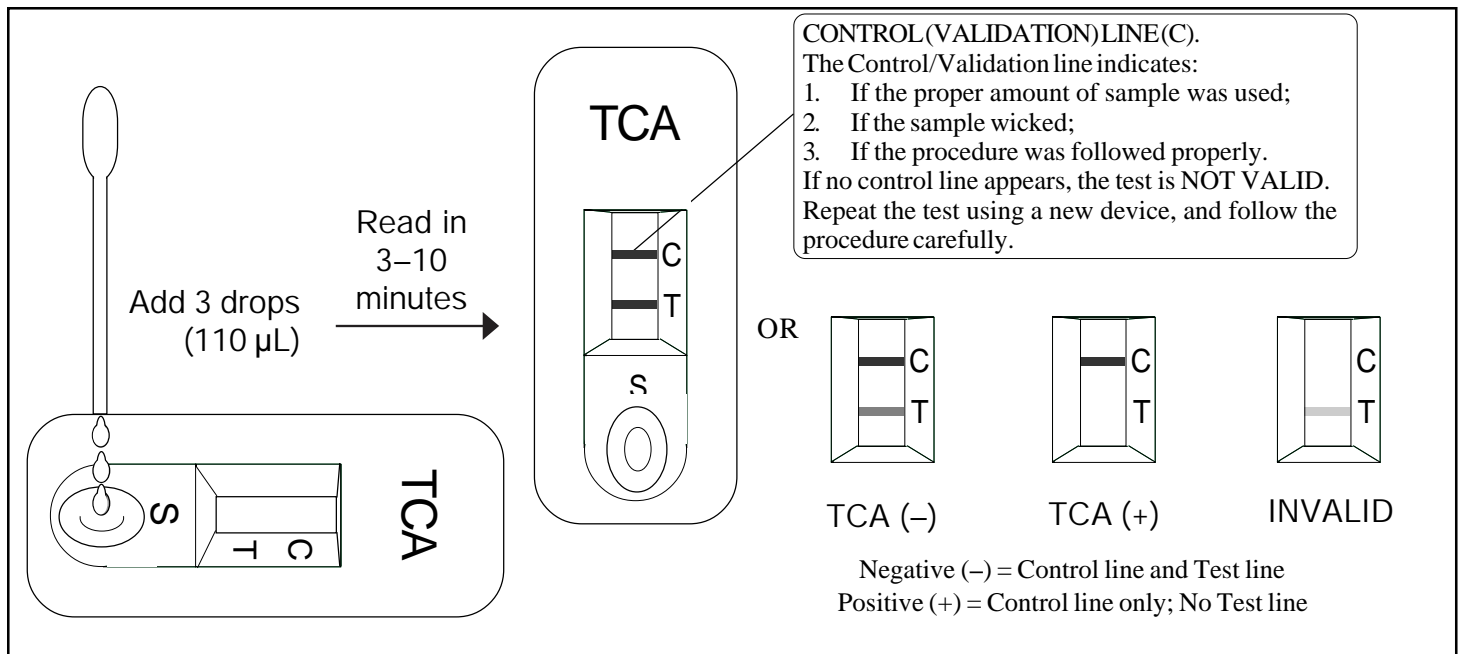 CONTROL (VALIDATION) LINE (C).
The Control/Validation line indicates:
1. If the proper amount of sample was used;
2. If the sample wicked;
3. If the procedure was followed properly.
If no control line appears, the test is NOT VALID.
Repeat the test using a new device, and follow the
procedure carefully.
Add 3 drops
(110 µL)
Read in
3–10
minutes
TCA
C
T
S
S
T
C
TCA
OR
C
T
TCA (–)
C
T
TCA (+)
C
T
INVALID
Negative (–) = Control line and Test line
Positive (+) = Control line only; No Test line